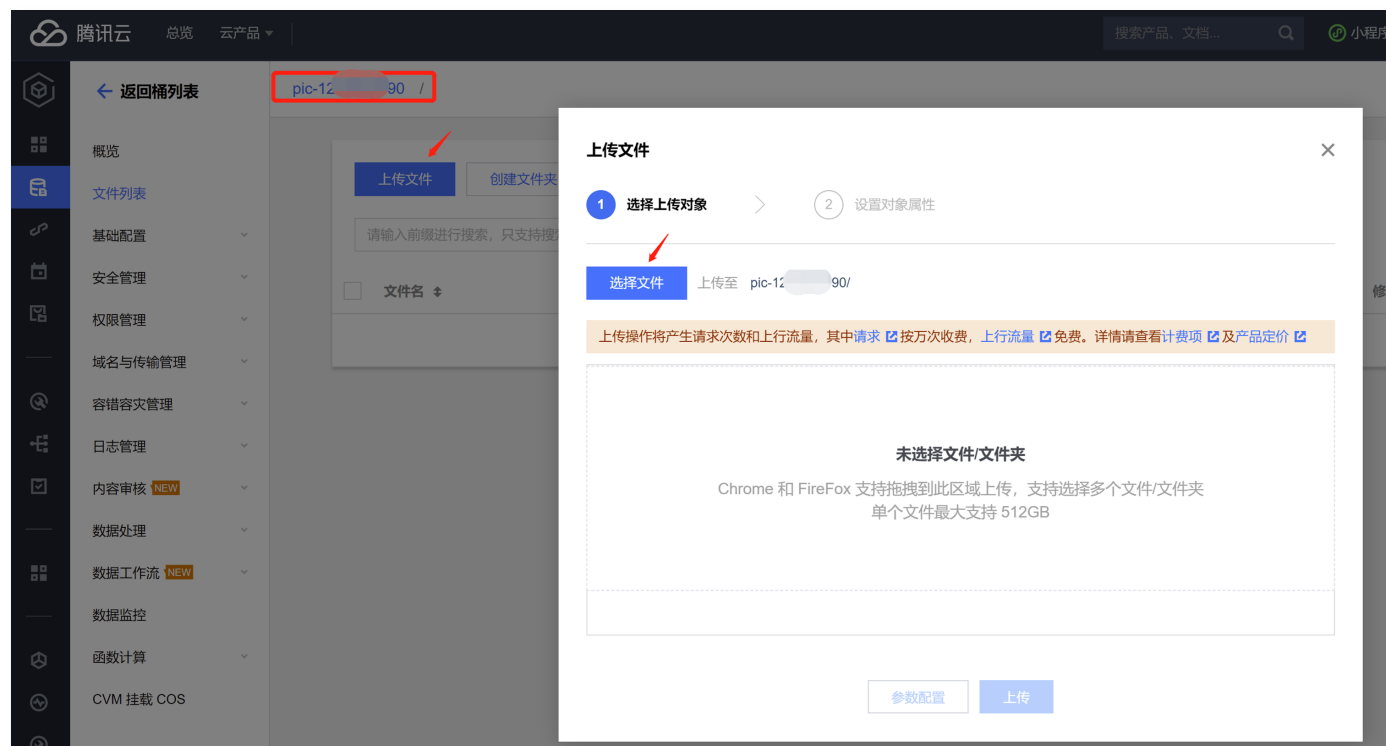 腾讯云 总览 云产品 搜索产品、文档... 小程序
返回桶列表
pic-12 90 /
概览
文件列表
基础配置
安全管理
权限管理
域名与传输管理
容错容灾管理
日志管理
内容审核 NEW
数据处理
数据工作流 NEW
数据监控
函数计算
CVM 挂载 COS
上传文件 创建文件夹
请输入前缀进行搜索，只支持搜
文件名
修
上传文件
1 选择上传对象 2 设置对象属性
选择文件 上传至 pic-12 90/
上传操作将产生请求次数和上行流量，其中请求 按万次收费，上行流量 免费。详情请查看计费项 及产品定价
未选择文件/文件夹
Chrome 和 FireFox 支持拖拽到此区域上传，支持选择多个文件/文件夹
单个文件最大支持 512GB
参数配置 上传